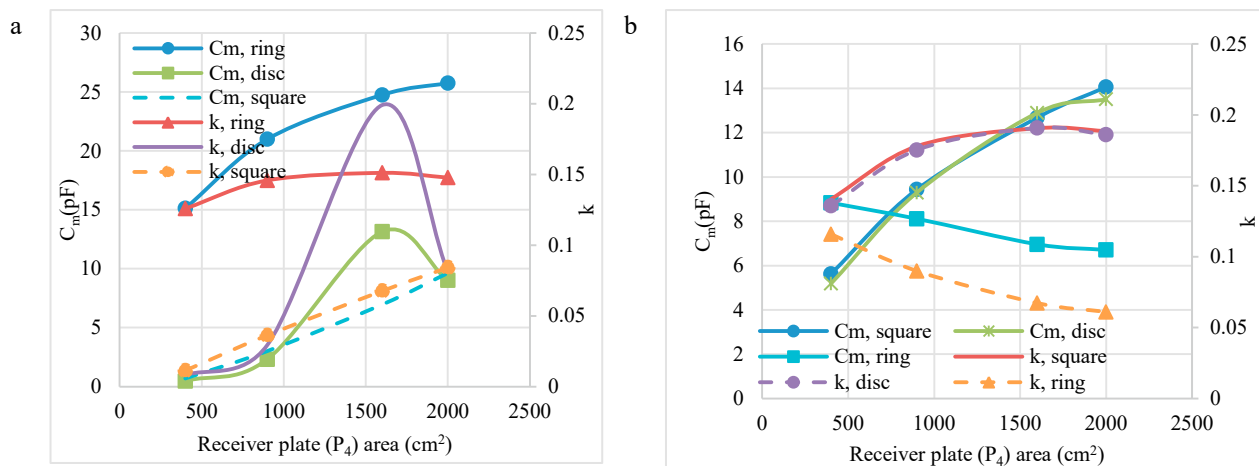 a
30
25
20
15
10
5
0
C_m(pF)
0.25
0.2
0.15
0.1
0.05
0
k
Cm, ring
Cm, disc
Cm, square
k, ring
k, disc
k, square
0 500 1000 1500 2000 2500
Receiver plate (P₄) area (cm²)
b
16
14
12
10
8
6
4
2
0
C_m(pF)
0.25
0.2
0.15
0.1
0.05
0
k
Cm, square Cm, disc
Cm, ring k, square
k, disc k, ring
0 500 1000 1500 2000 2500
Receiver plate (P₄) area (cm²)